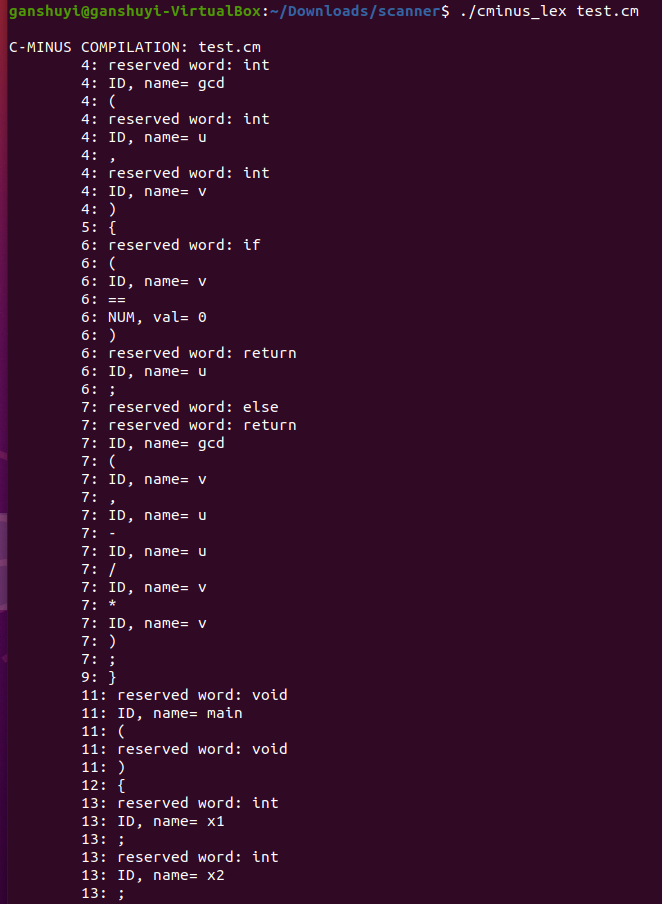 ganshuyi@ganshuyi-VirtualBox:~/Downloads/scanner$ ./cminus_lex test.cm
C-MINUS COMPILATION: test.cm
4: reserved word: int
4: ID, name= gcd
4: (
4: reserved word: int
4: ID, name= u
4: ,
4: reserved word: int
4: ID, name= v
4: )
5: {
6: reserved word: if
6: (
6: ID, name= v
6: ==
6: NUM, val= 0
6: )
6: reserved word: return
6: ID, name= u
6: ;
7: reserved word: else
7: reserved word: return
7: ID, name= gcd
7: (
7: ID, name= v
7: ,
7: ID, name= u
7: -
7: ID, name= u
7: /
7: ID, name= v
7: *
7: ID, name= v
7: )
7: ;
9: }
11: reserved word: void
11: ID, name= main
11: (
11: reserved word: void
11: )
12: {
13: reserved word: int
13: ID, name= x1
13: ;
13: reserved word: int
13: ID, name= x2
13: ;